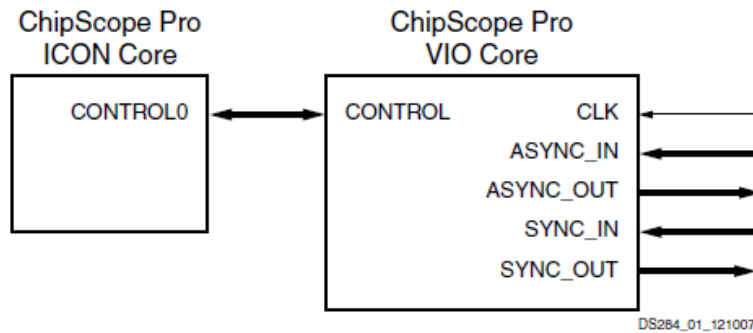 ChipScope Pro
ICON Core
ChipScope Pro
VIO Core
CONTROL0
CONTROL
CLK
ASYNC_IN
ASYNC_OUT
SYNC_IN
SYNC_OUT
DS284_01_121007